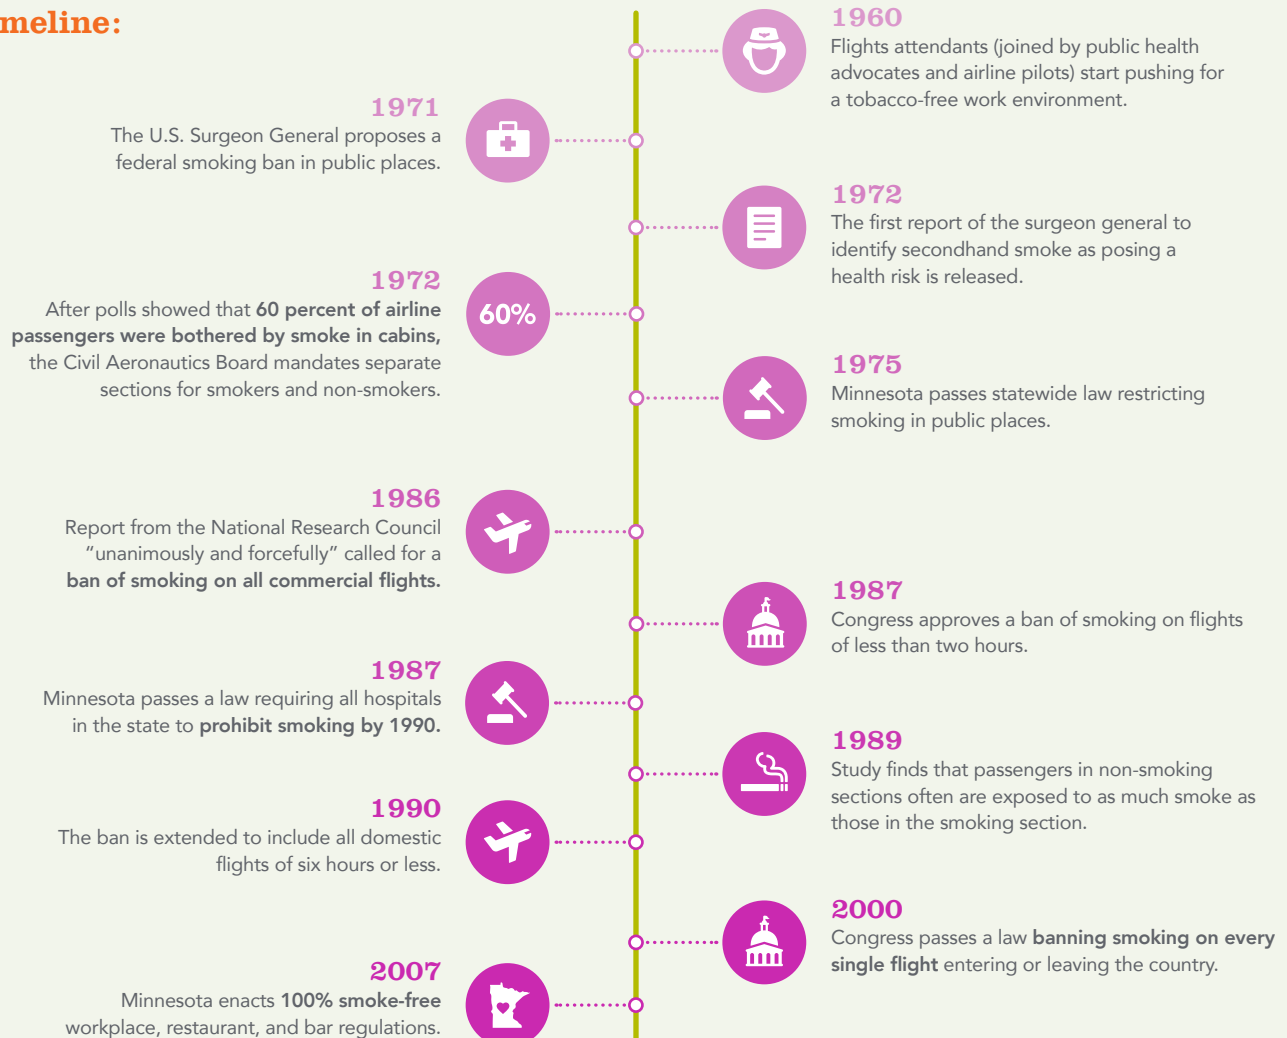 meline:
1960
Flights attendants (joined by public health
advocates and airline pilots) start pushing for
a tobacco-free work environment.
1971
The U.S. Surgeon General proposes a
federal smoking ban in public places.
1972
The first report of the surgeon general to
identify secondhand smoke as posing a
health risk is released.
1972
After polls showed that 60 percent of airline
passengers were bothered by smoke in cabins,
the Civil Aeronautics Board mandates separate
sections for smokers and non-smokers.
60%
1975
Minnesota passes statewide law restricting
smoking in public places.
1986
Report from the National Research Council
“unanimously and forcefully” called for a
ban of smoking on all commercial flights.
1987
Congress approves a ban of smoking on flights
of less than two hours.
1987
Minnesota passes a law requiring all hospitals
in the state to prohibit smoking by 1990.
1989
Study finds that passengers in non-smoking
sections often are exposed to as much smoke as
those in the smoking section.
1990
The ban is extended to include all domestic
flights of six hours or less.
2000
Congress passes a law banning smoking on every
single flight entering or leaving the country.
2007
Minnesota enacts 100% smoke-free
workplace, restaurant, and bar regulations.